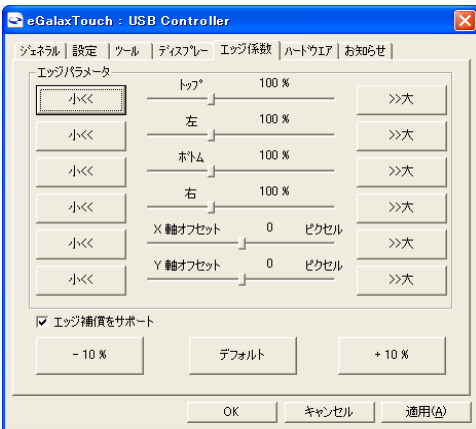 eGalaxTouch : USB Controller
ジェネラル 設定 ツール ディスプレー エッジ係数 ハードウエア お知らせ
エッジパラメータ
小<< トップ 100 % >>大
小<< 左 100 % >>大
小<< ボトム 100 % >>大
小<< 右 100 % >>大
小<< X 軸オフセット 0 ピクセル >>大
小<< Y 軸オフセット 0 ピクセル >>大
エッジ補償をサポート
- 10 % デフォルト + 10 %
OK キャンセル 適用(A)